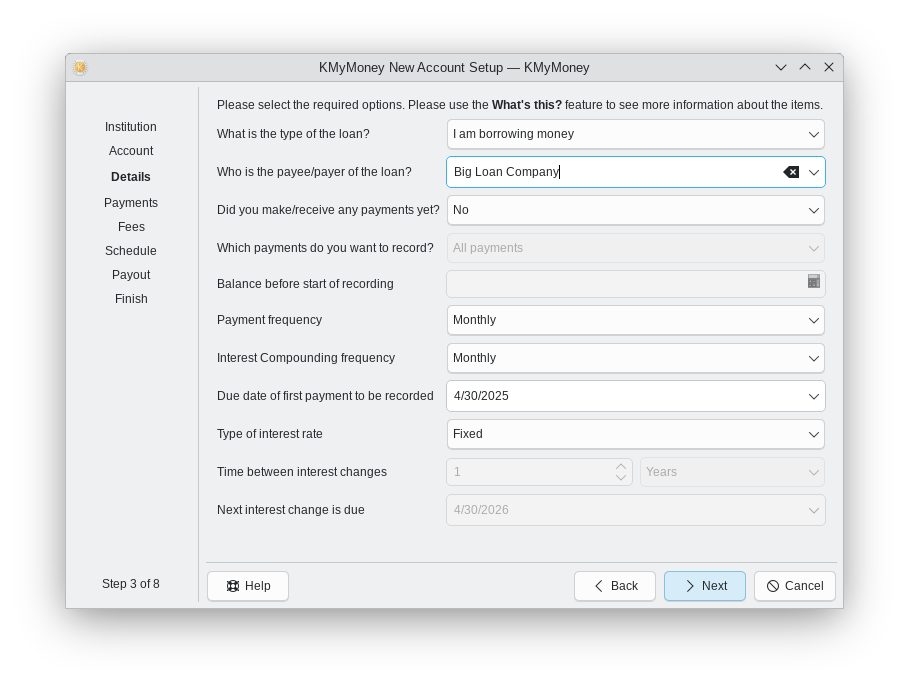 KMyMoney New Account Setup — KMyMoney
Please select the required options. Please use the What's this? feature to see more information about the items.
Institution
Account
Details
Payments
Fees
Schedule
Payout
Finish
What is the type of the loan? I am borrowing money
Who is the payee/payer of the loan? Big Loan Company
Did you make/receive any payments yet? No
Which payments do you want to record? All payments
Balance before start of recording
Payment frequency Monthly
Interest Compounding frequency Monthly
Due date of first payment to be recorded 4/30/2025
Type of interest rate Fixed
Time between interest changes 1 Years
Next interest change is due 4/30/2026
Step 3 of 8
Help Back Next Cancel